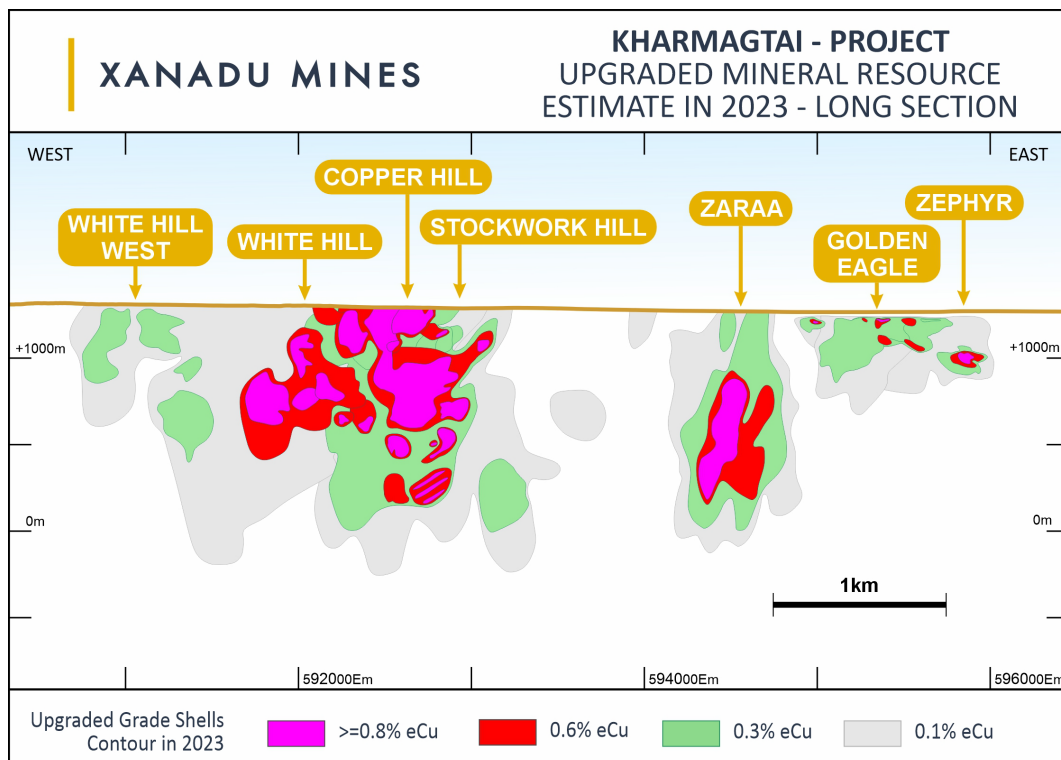 XANADU MINES
KHARMAGTAI - PROJECT
UPGRADED MINERAL RESOURCE
ESTIMATE IN 2023 - LONG SECTION
WEST
EAST
COPPER HILL
WHITE HILL
WEST
WHITE HILL
STOCKWORK HILL
ZARAA
GOLDEN
EAGLE
ZEPHYR
+1000m
+1000m
0m
0m
1km
592000Em
594000Em
596000Em
Upgraded Grade Shells
Contour in 2023
>=0.8% eCu
0.6% eCu
0.3% eCu
0.1% eCu